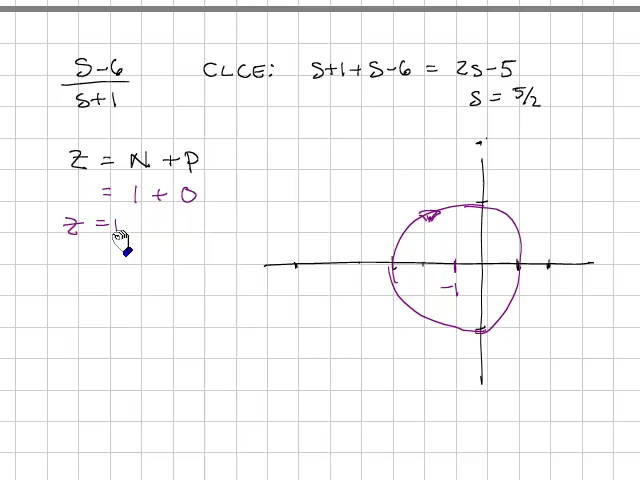 S-6
S+1
CLCE: S+1+S-6 = 2S-5
S = 5/2
Z = N + P
= 1 + 0
Z = 1
-1